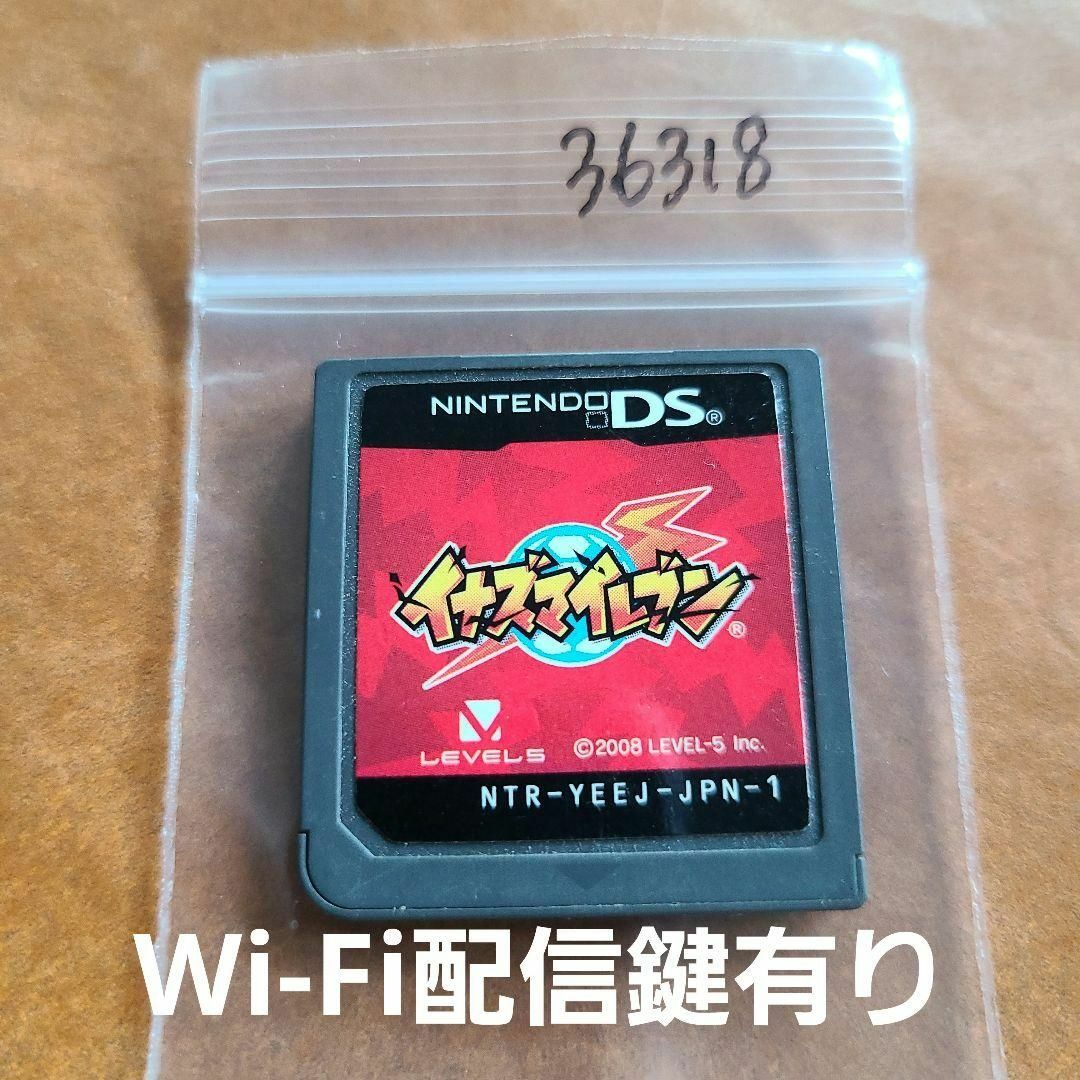 36318
NINTENDO DS®
イナズマイレブン®
LEVEL5
©2008 LEVEL-5 Inc.
NTR-YEEJ-JPN-1
Wi-Fi配信鍵有り